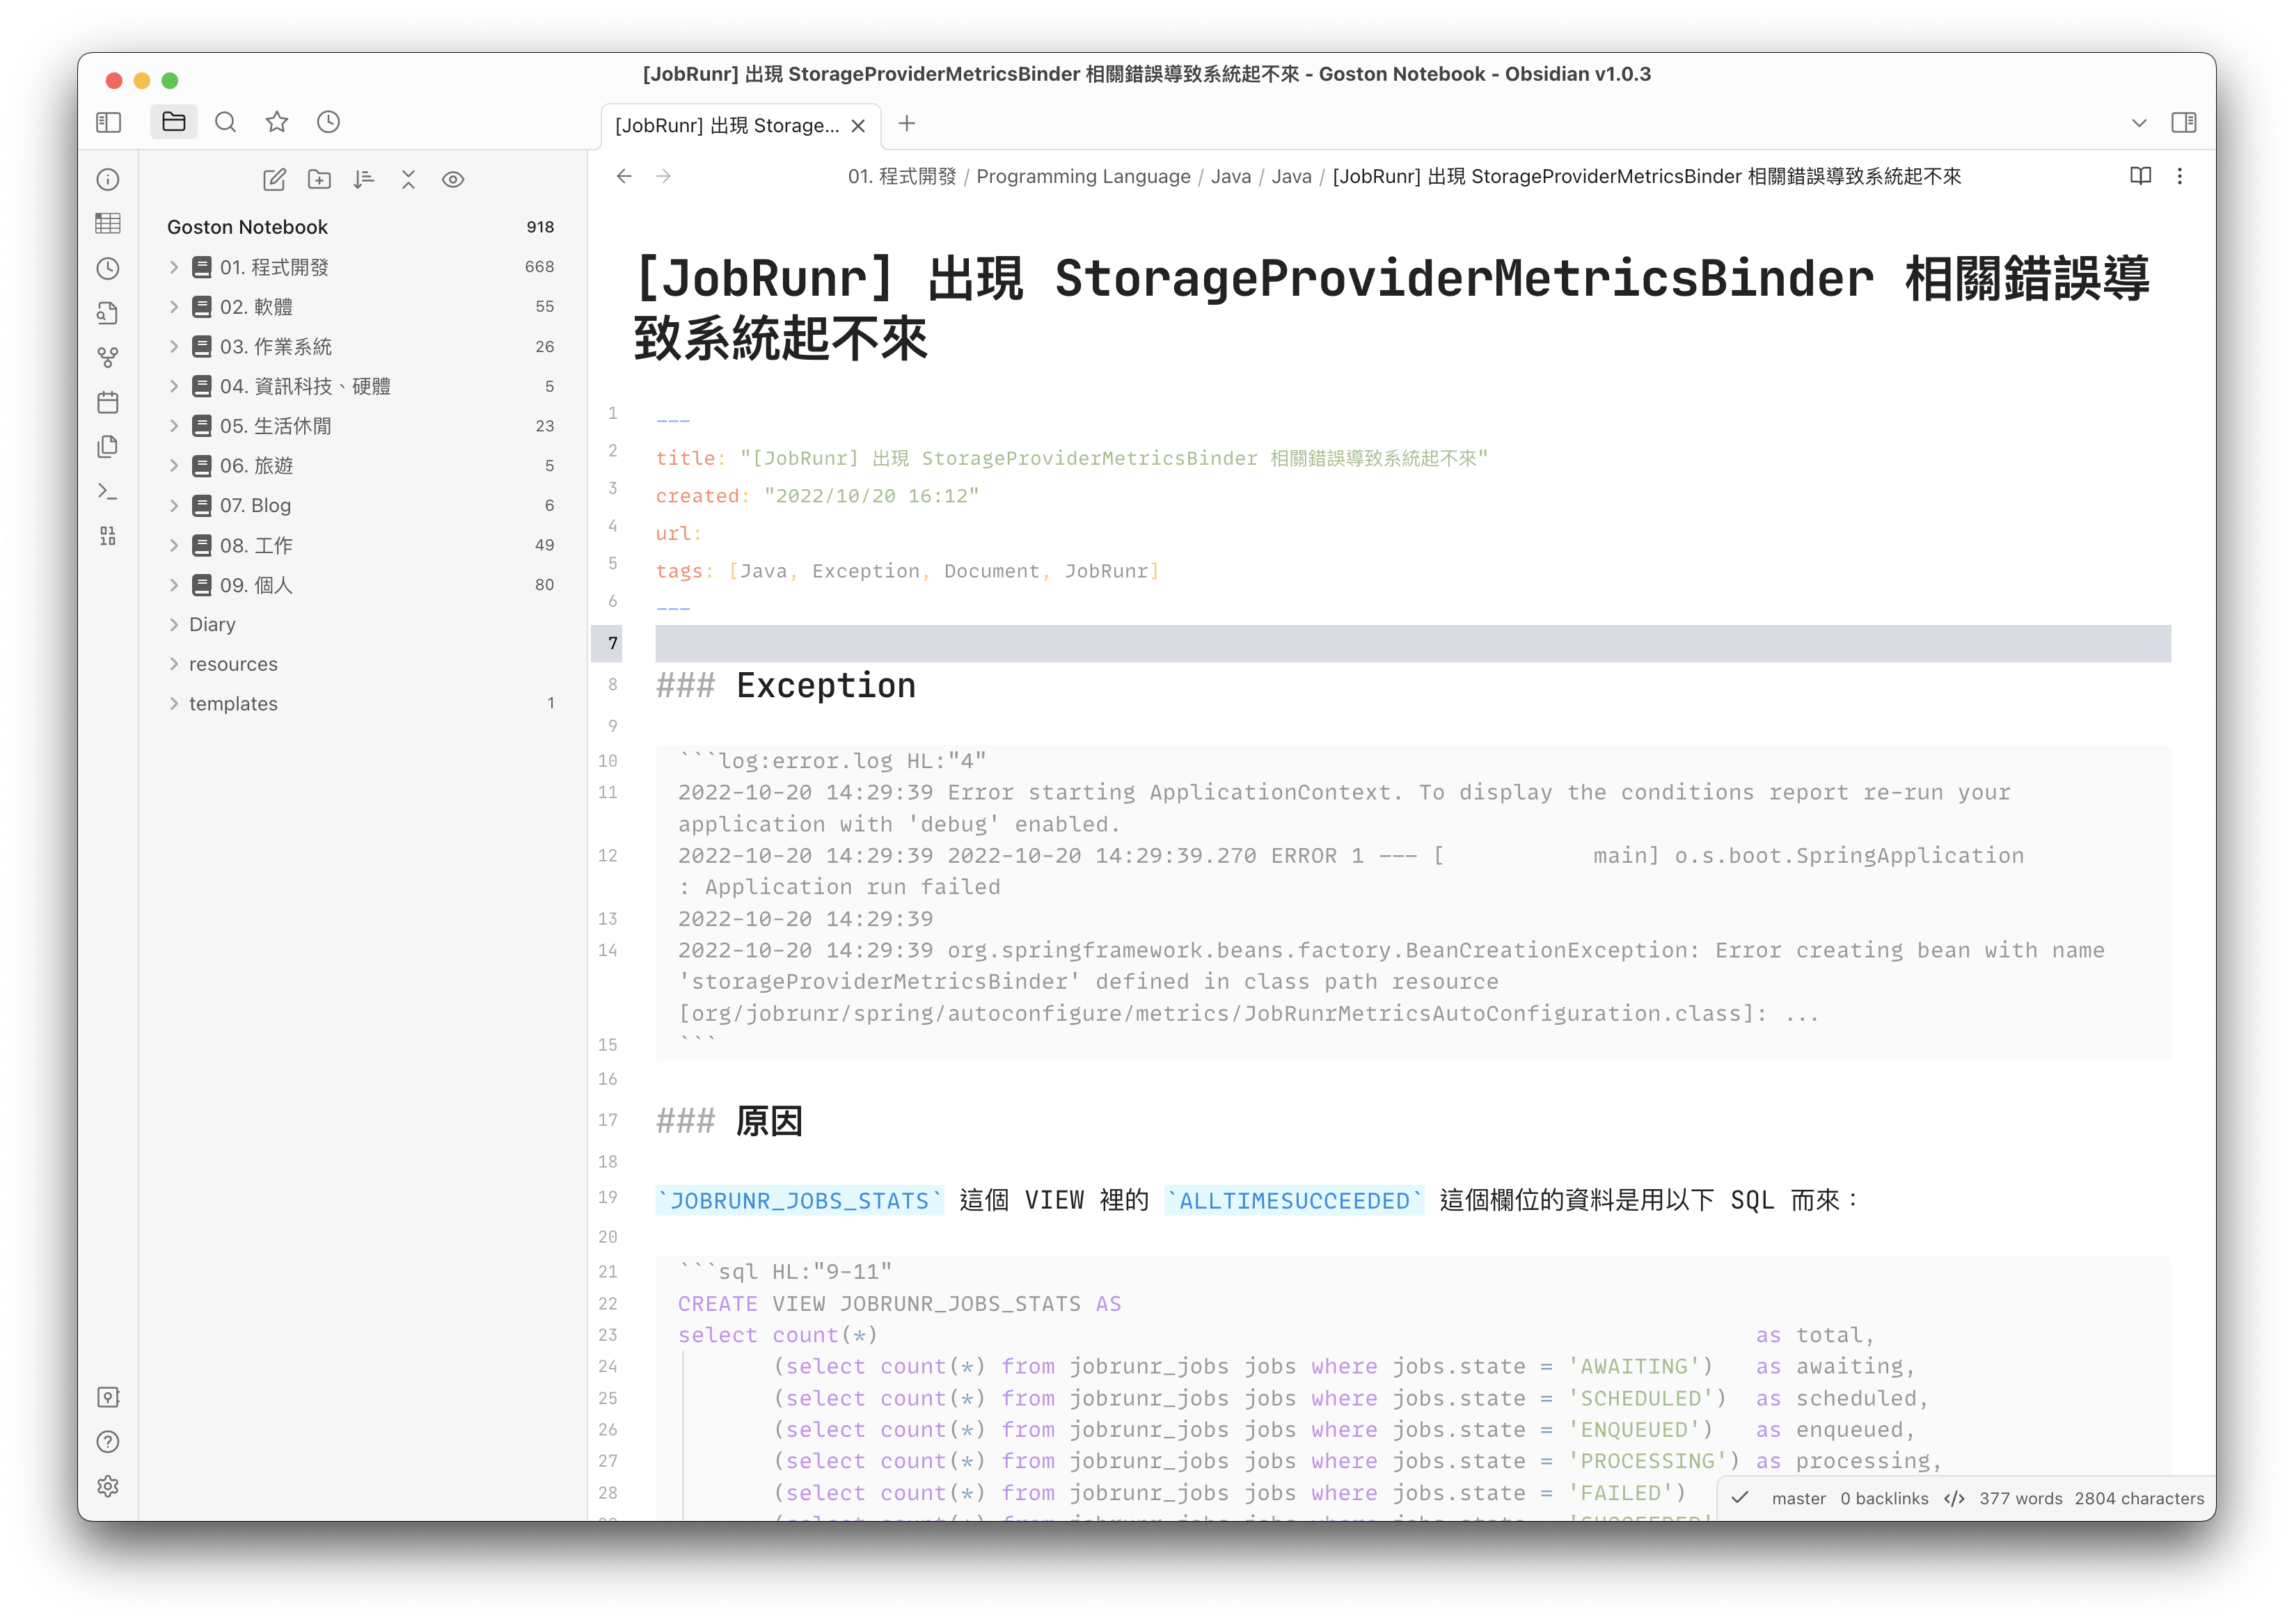 [JobRunr] 出現 StorageProviderMetricsBinder 相關錯誤導致系統起不來 - Goston Notebook - Obsidian v1.0.3
[JobRunr] 出現 Storage...
01. 程式開發 / Programming Language / Java / Java / [JobRunr] 出現 StorageProviderMetricsBinder 相關錯誤導致系統起不來
Goston Notebook 918
01. 程式開發 668
02. 軟體 55
03. 作業系統 26
04. 資訊科技、硬體 5
05. 生活休閒 23
06. 旅遊 5
07. Blog 6
08. 工作 49
09. 個人 80
Diary
resources
templates 1
[JobRunr] 出現 StorageProviderMetricsBinder 相關錯誤導
致系統起不來
1 ---
2 title: "[JobRunr] 出現 StorageProviderMetricsBinder 相關錯誤導致系統起不來"
3 created: "2022/10/20 16:12"
4 url:
5 tags: [Java, Exception, Document, JobRunr]
6 ---
7
8 ### Exception
9
10 ```log:error.log HL:"4"
11 2022-10-20 14:29:39 Error starting ApplicationContext. To display the conditions report re-run your
application with 'debug' enabled.
12 2022-10-20 14:29:39 2022-10-20 14:29:39.270 ERROR 1 --- [           main] o.s.boot.SpringApplication
: Application run failed
13 2022-10-20 14:29:39
14 2022-10-20 14:29:39 org.springframework.beans.factory.BeanCreationException: Error creating bean with name
'storageProviderMetricsBinder' defined in class path resource
[org/jobrunr/spring/autoconfigure/metrics/JobRunrMetricsAutoConfiguration.class]: ...
15 ```
16
17 ### 原因
18
19 `JOBRUNR_JOBS_STATS` 這個 VIEW 裡的 `ALLTIMESUCCEEDED` 這個欄位的資料是用以下 SQL 而來：
20
21 ```sql HL:"9-11"
22 CREATE VIEW JOBRUNR_JOBS_STATS AS
23 select count(*) as total,
24 (select count(*) from jobrunr_jobs jobs where jobs.state = 'AWAITING') as awaiting,
25 (select count(*) from jobrunr_jobs jobs where jobs.state = 'SCHEDULED') as scheduled,
26 (select count(*) from jobrunr_jobs jobs where jobs.state = 'ENQUEUED') as enqueued,
27 (select count(*) from jobrunr_jobs jobs where jobs.state = 'PROCESSING') as processing,
28 (select count(*) from jobrunr_jobs jobs where jobs.state = 'FAILED')
master 0 backlinks </> 377 words 2804 characters